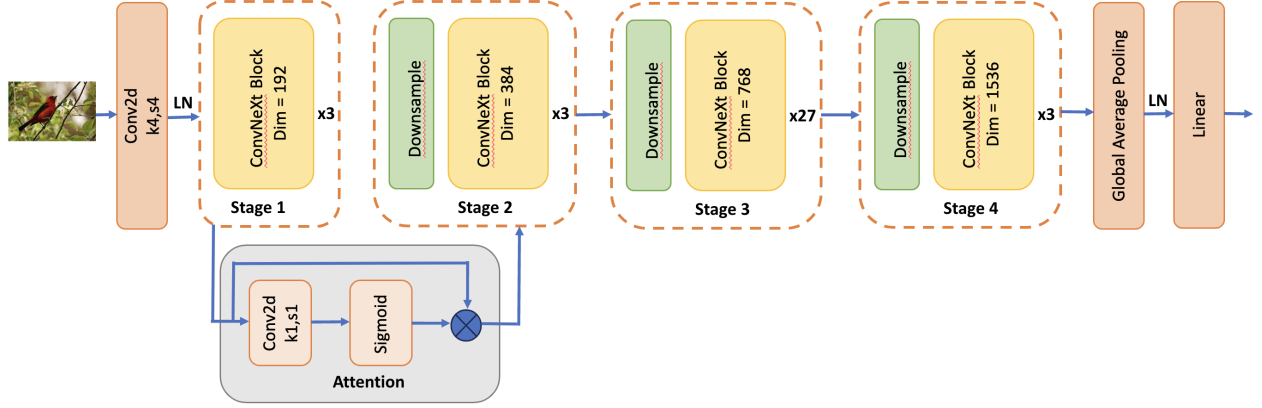 Conv2d
k4,s4
LN
ConvNeXt Block
Dim = 192
x3
Stage 1
Downsample
ConvNeXt Block
Dim = 384
x3
Stage 2
Downsample
ConvNeXt Block
Dim = 768
x27
Stage 3
Downsample
ConvNeXt Block
Dim = 1536
x3
Stage 4
Global Average Pooling
LN
Linear
Conv2d
k1,s1
Sigmoid
Attention